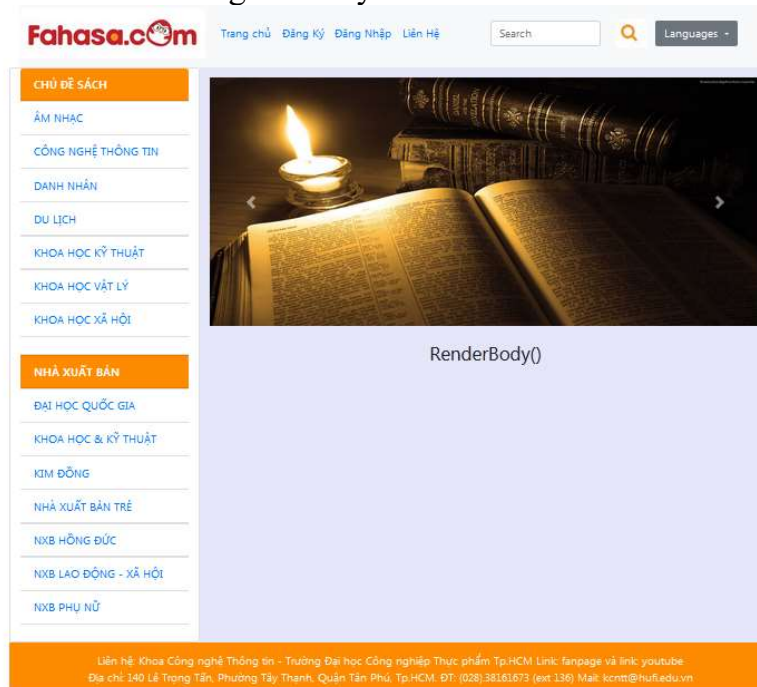 Fahasa.com
Trang chủ Đăng Ký Đăng Nhập Liên Hệ Search Languages
CHỦ ĐỀ SÁCH
ÂM NHẠC
CÔNG NGHỆ THÔNG TIN
DANH NHÂN
DU LỊCH
KHOA HỌC KỸ THUẬT
KHOA HỌC VẬT LÝ
KHOA HỌC XÃ HỘI
RenderBody()
NHÀ XUẤT BẢN
ĐẠI HỌC QUỐC GIA
KHOA HỌC & KỸ THUẬT
KIM ĐỒNG
NHÀ XUẤT BẢN TRẺ
NXB HỒNG ĐỨC
NXB LAO ĐỘNG - XÃ HỘI
NXB PHỤ NỮ
Liên hệ: Khoa Công nghệ Thông tin - Trường Đại học Công nghiệp Thực phẩm Tp.HCM Link: fanpage và link: youtube
Địa chỉ: 140 Lê Trọng Tấn, Phường Tây Thạnh, Quận Tân Phú, Tp.HCM. ĐT: (028).38161673 (ext 136) Mail: kcntt@hufi.edu.vn